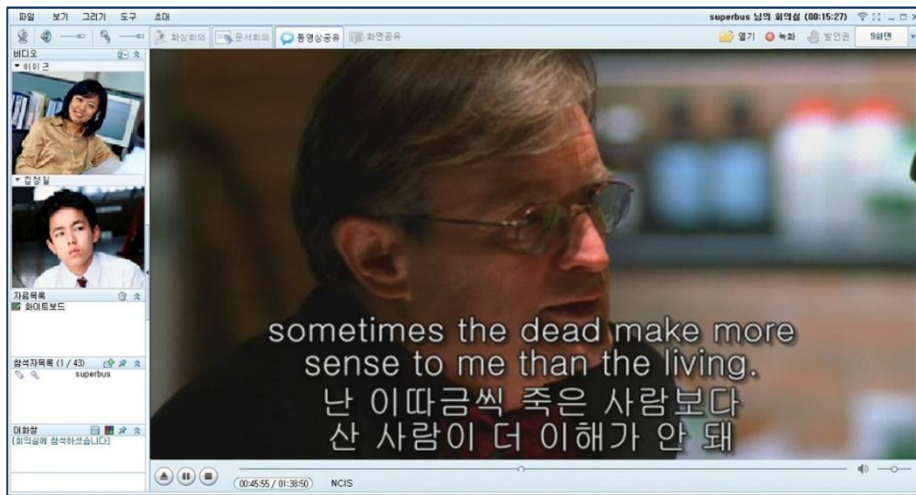 파일 보기 그리기 도구 초대
superbus 님의 회의실 (00:15:27)
화상회의 문서회의 동영상공유 화면공유
열기 녹화 발언권 9화면
비디오
이이근
김정일
자료목록
화이트보드
참석자목록 (1 / 43)
superbus
대화창
[회의실에 참석하셨습니다]
sometimes the dead make more
sense to me than the living.
난 이따금씩 죽은 사람보다
산 사람이 더 이해가 안 돼
00:45:55 / 01:38:50 NCIS